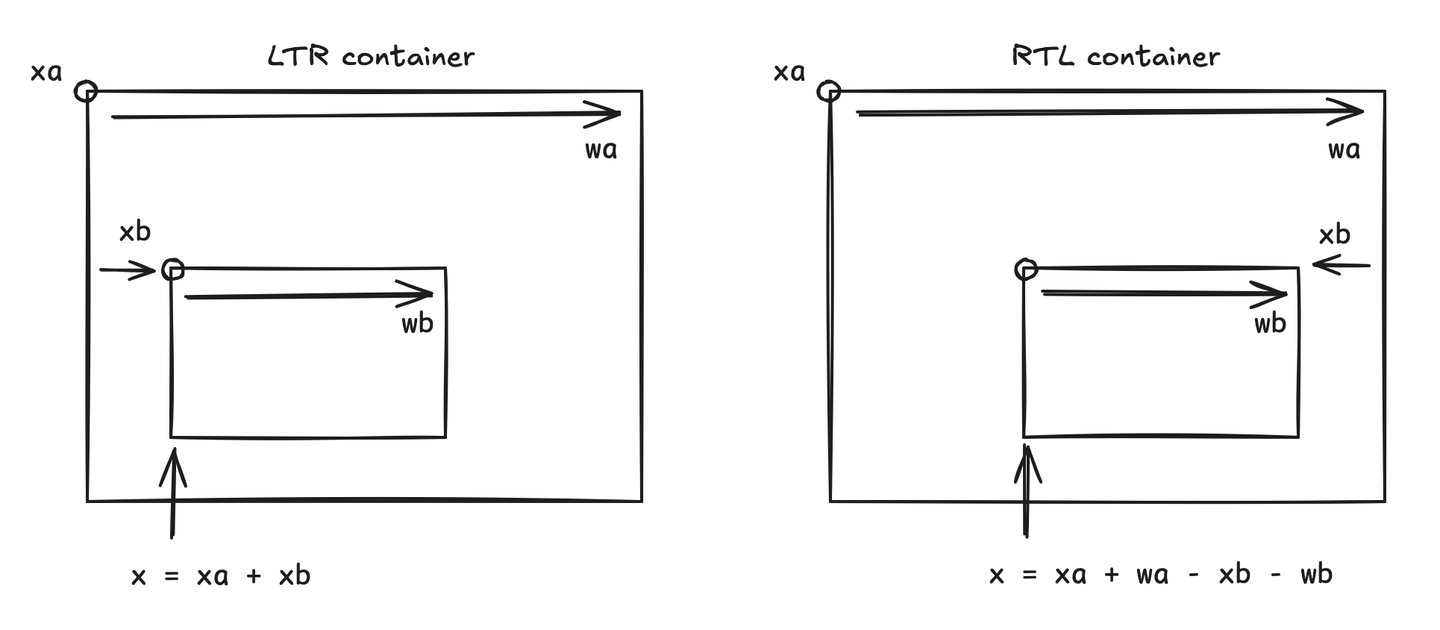 LTR container
xa
wa
xb
wb
x = xa + xb
RTL container
xa
wa
xb
wb
x = xa + wa - xb - wb